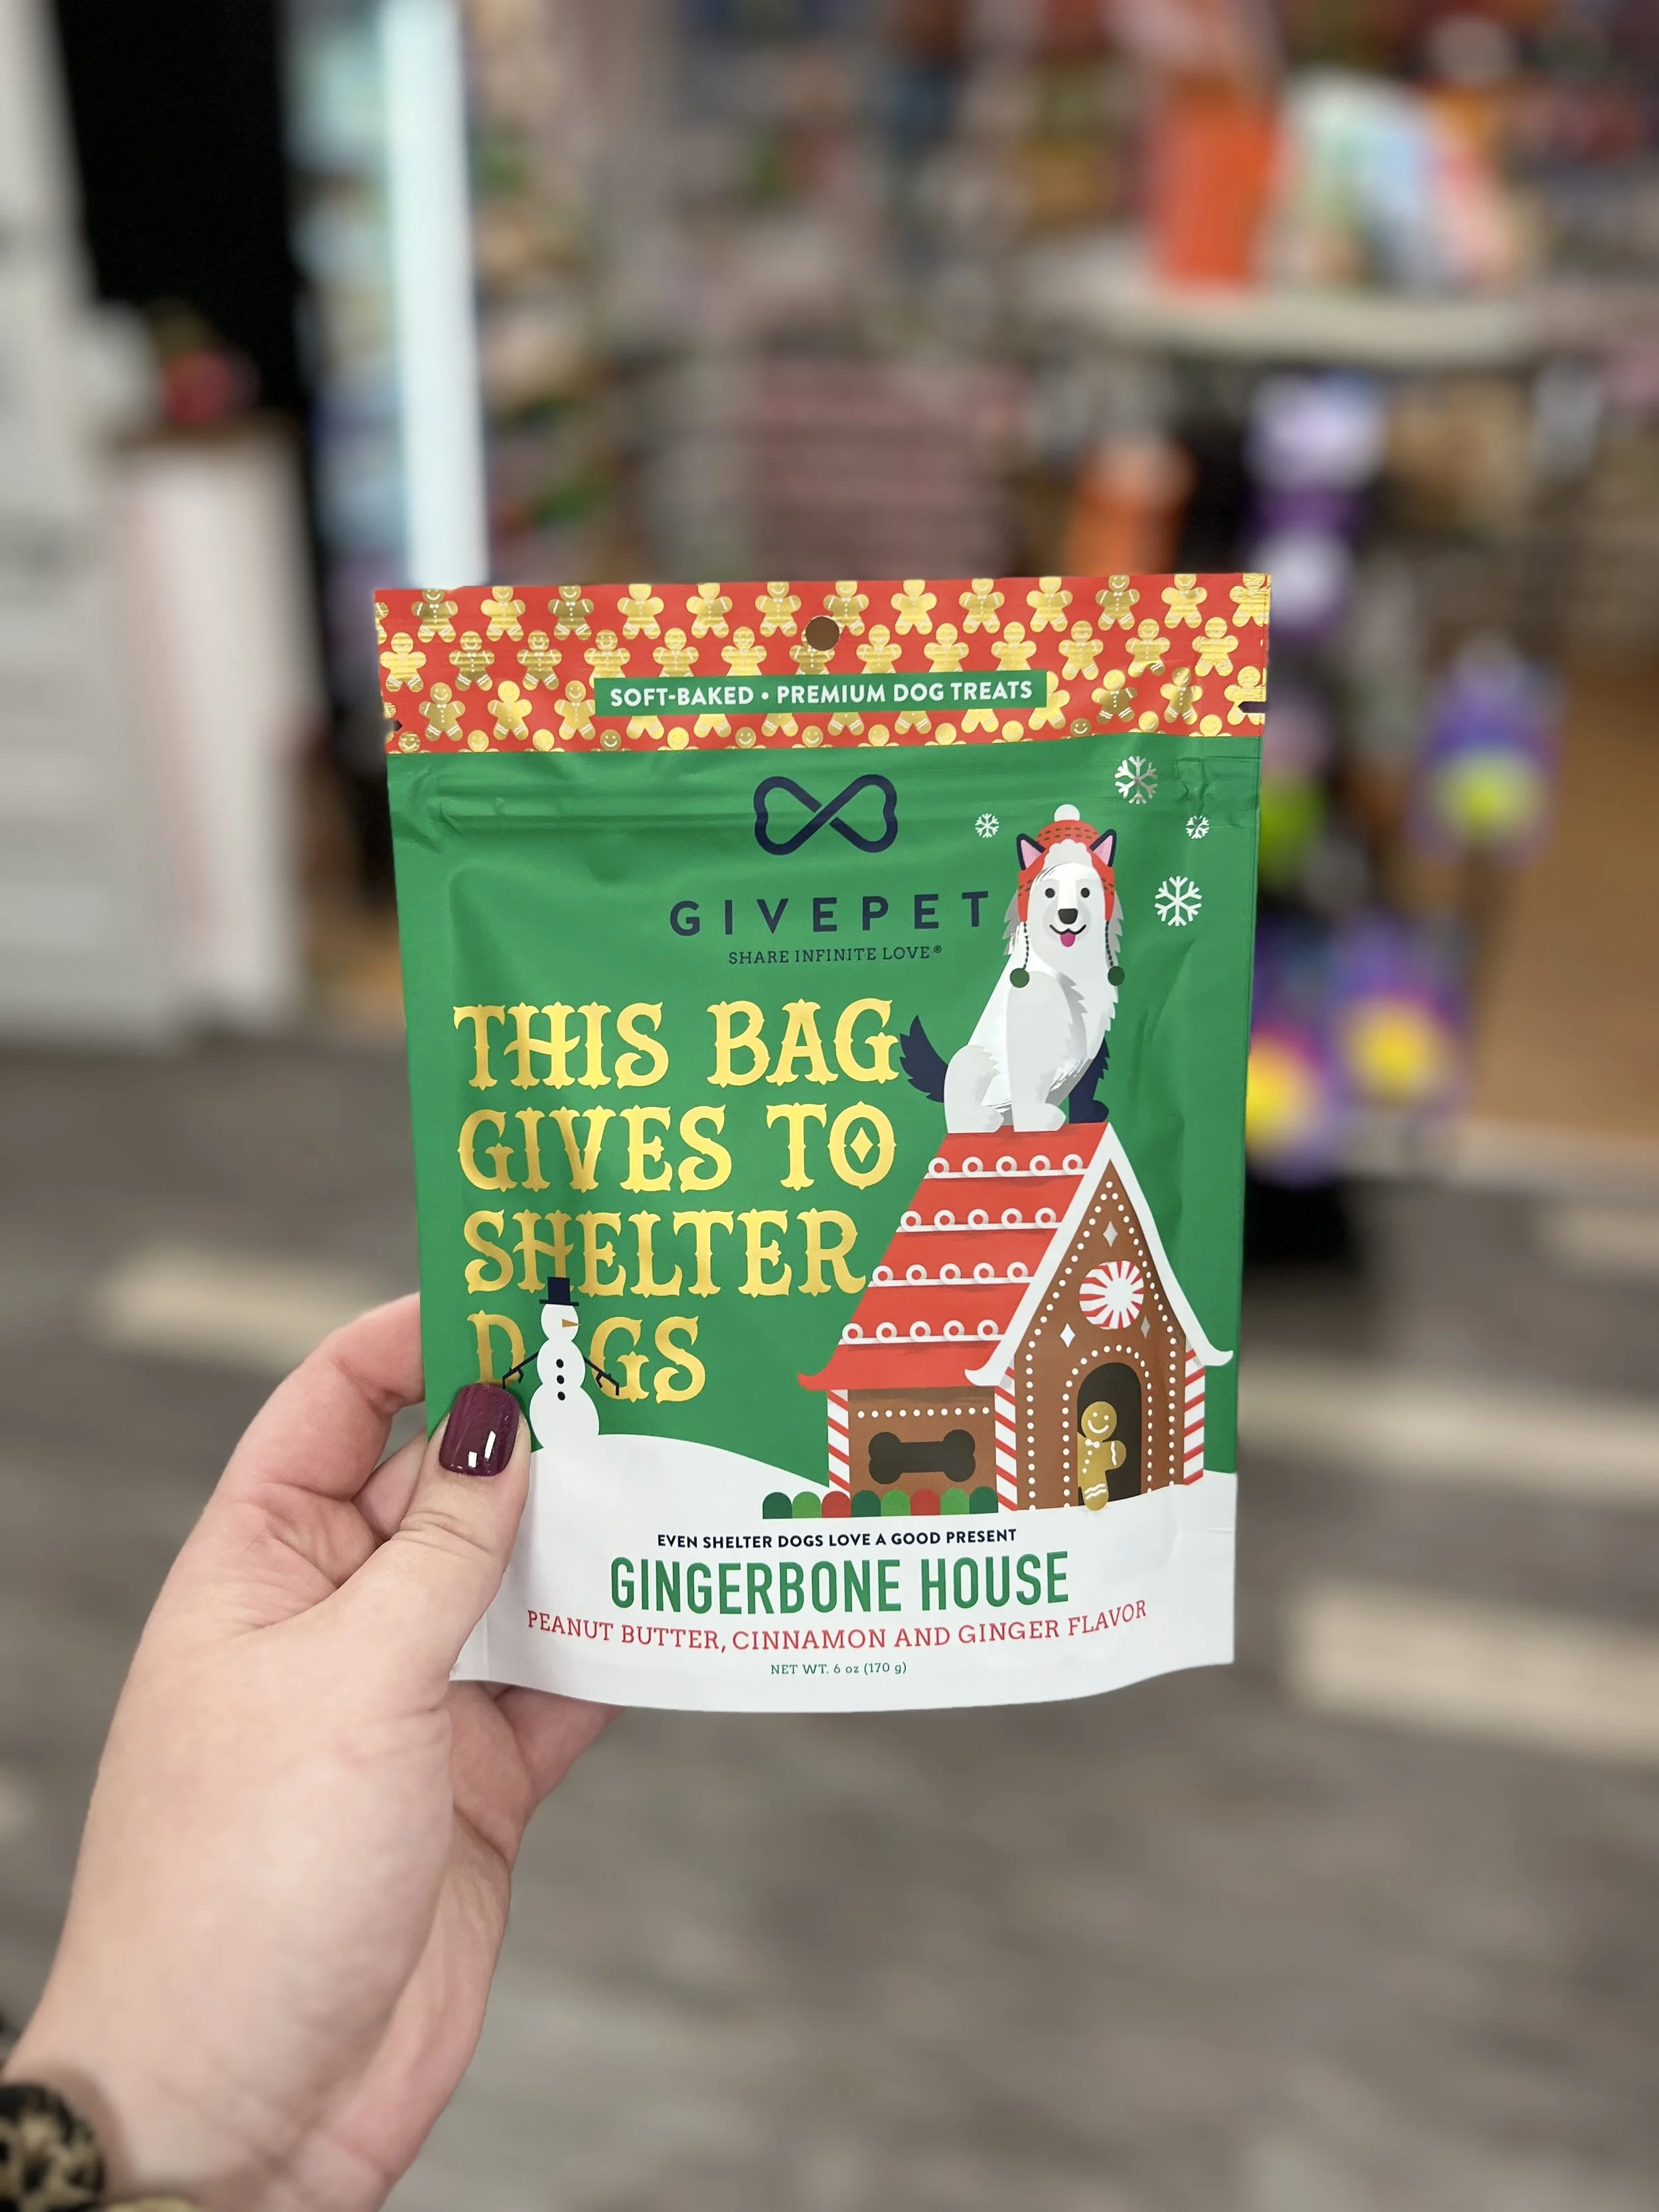 SOFT-BAKED • PREMIUM DOG TREATS
GIVEPET
SHARE INFINITE LOVE®
THIS BAG
GIVES TO
SHELTER
DOGS
EVEN SHELTER DOGS LOVE A GOOD PRESENT
GINGERBONE HOUSE
PEANUT BUTTER, CINNAMON AND GINGER FLAVOR
NET WT. 6 oz (170 g)